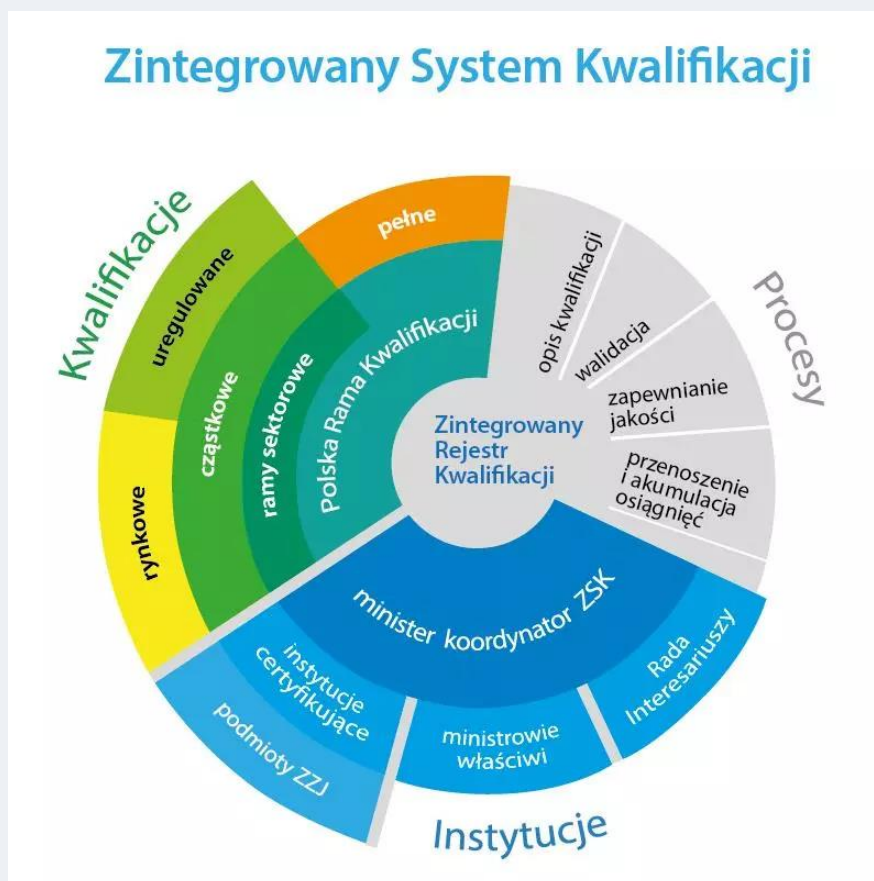 Zintegrowany System Kwalifikacji
Kwalifikacje
uregulowane
rynkowe
cząstkowe
pełne
ramy sektorowe
Polska Rama Kwalifikacji
Zintegrowany
Rejestr
Kwalifikacji
Procesy
opis kwalifikacji
walidacja
zapewnianie
jakości
przenoszenie
i akumulacja
osiągnięć
minister koordynator ZSK
instytucje
certyfikujące
podmioty ZZJ
ministrowie
właściwi
Rada
Interesariuszy
Instytucje